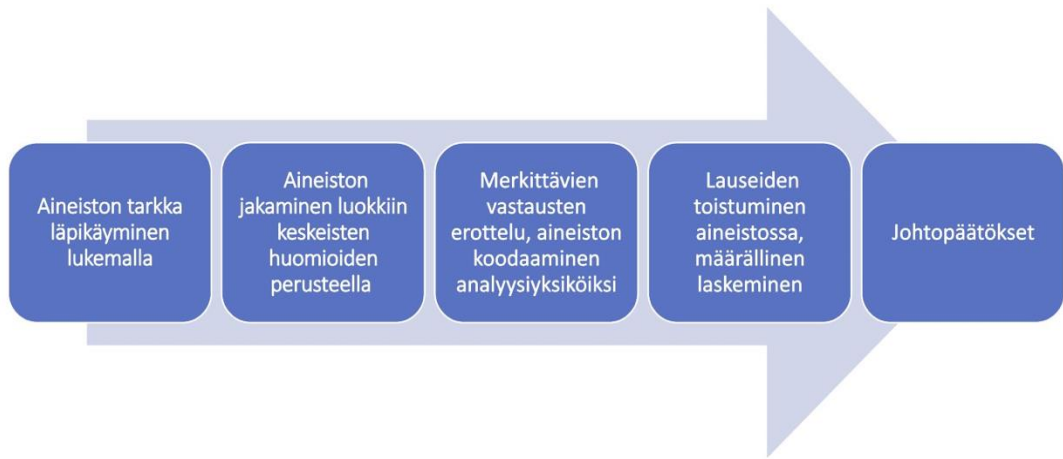 Aineiston tarkka
läpikäyminen
lukemalla
Aineiston
jakaminen luokkiin
keskeisten
huomioiden
perusteella
Merkittävien
vastausten
erottelu, aineiston
koodaaminen
analyysiyksiköiksi
Lauseiden
toistuminen
aineistossa,
määrällinen
laskeminen
Johtopäätökset